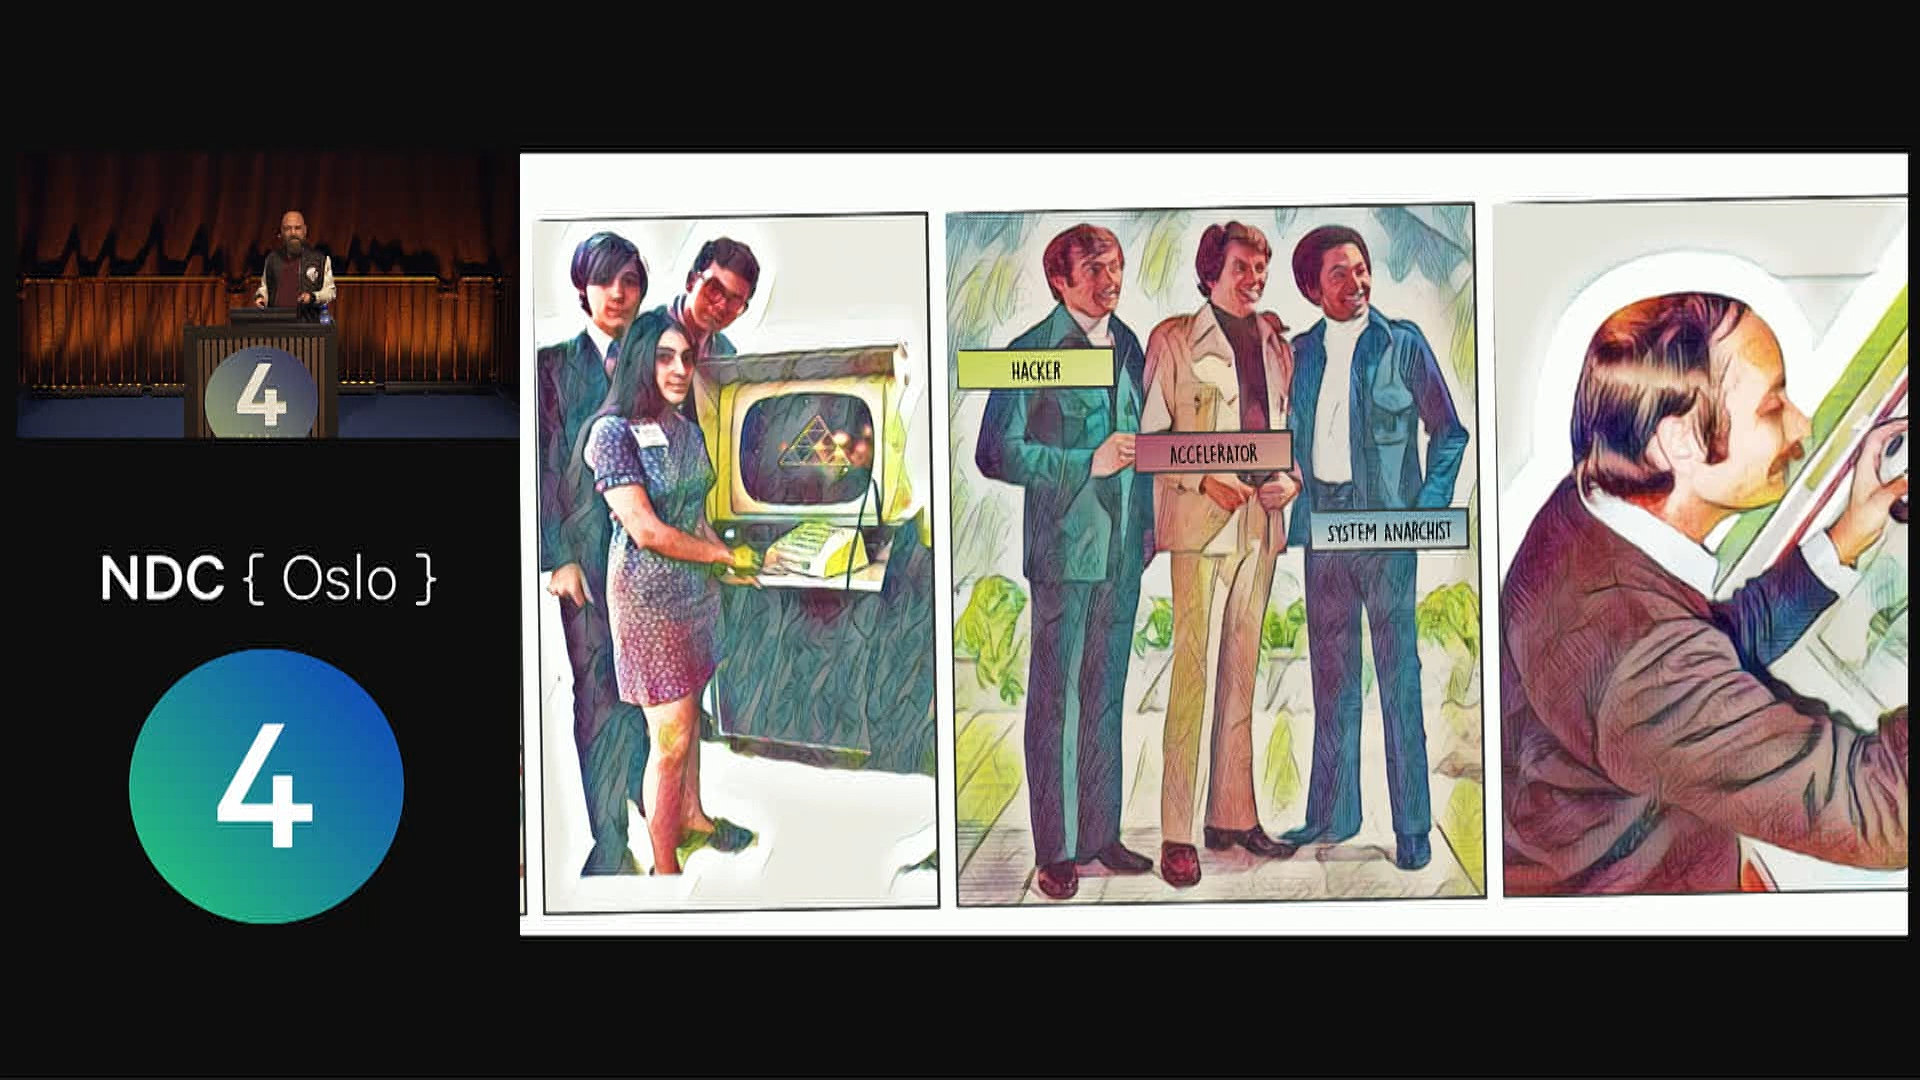 4
NDC { Oslo }
4
HACKER
ACCELERATOR
SYSTEM ANARCHIST